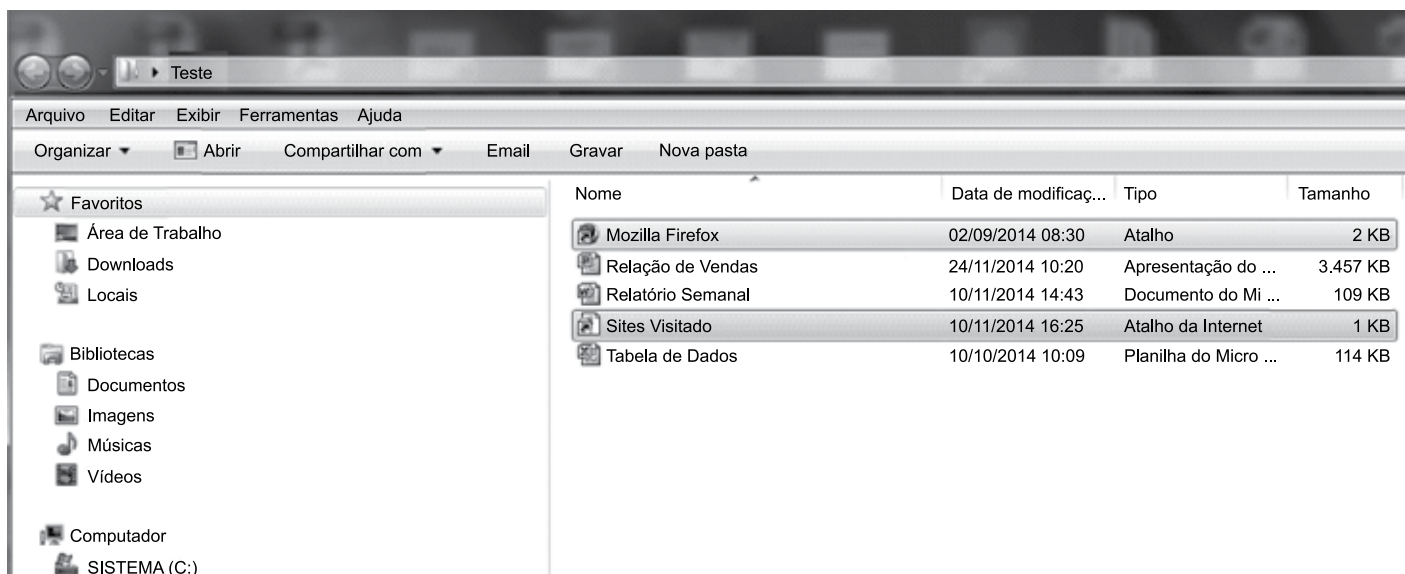 Teste
Arquivo Editar Exibir Ferramentas Ajuda
Organizar Abrir Compartilhar com Email Gravar Nova pasta
Favoritos
Área de Trabalho
Downloads
Locais
Bibliotecas
Documentos
Imagens
Músicas
Vídeos
Computador
SISTEMA (C:)
Nome Data de modificaç... Tipo Tamanho
Mozilla Firefox 02/09/2014 08:30 Atalho 2 KB
Relação de Vendas 24/11/2014 10:20 Apresentação do ... 3.457 KB
Relatório Semanal 10/11/2014 14:43 Documento do Mi ... 109 KB
Sites Visitado 10/11/2014 16:25 Atalho da Internet 1 KB
Tabela de Dados 10/10/2014 10:09 Planilha do Micro ... 114 KB